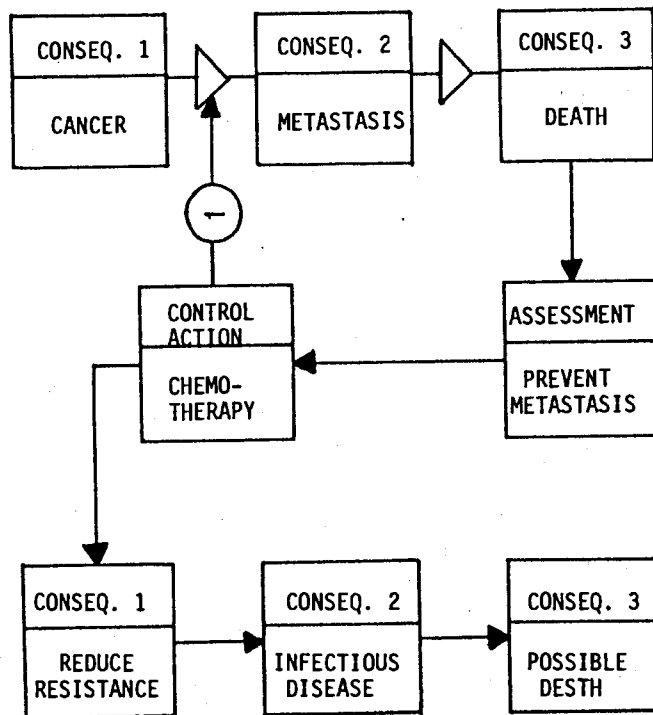 CONSEQ. 1
CANCER
CONSEQ. 2
METASTASIS
CONSEQ. 3
DEATH
1
CONTROL
ACTION
CHEMO-
THERAPY
ASSESSMENT
PREVENT
METASTASIS
CONSEQ. 1
REDUCE
RESISTANCE
CONSEQ. 2
INFECTIOUS
DISEASE
CONSEQ. 3
POSSIBLE
DESTH